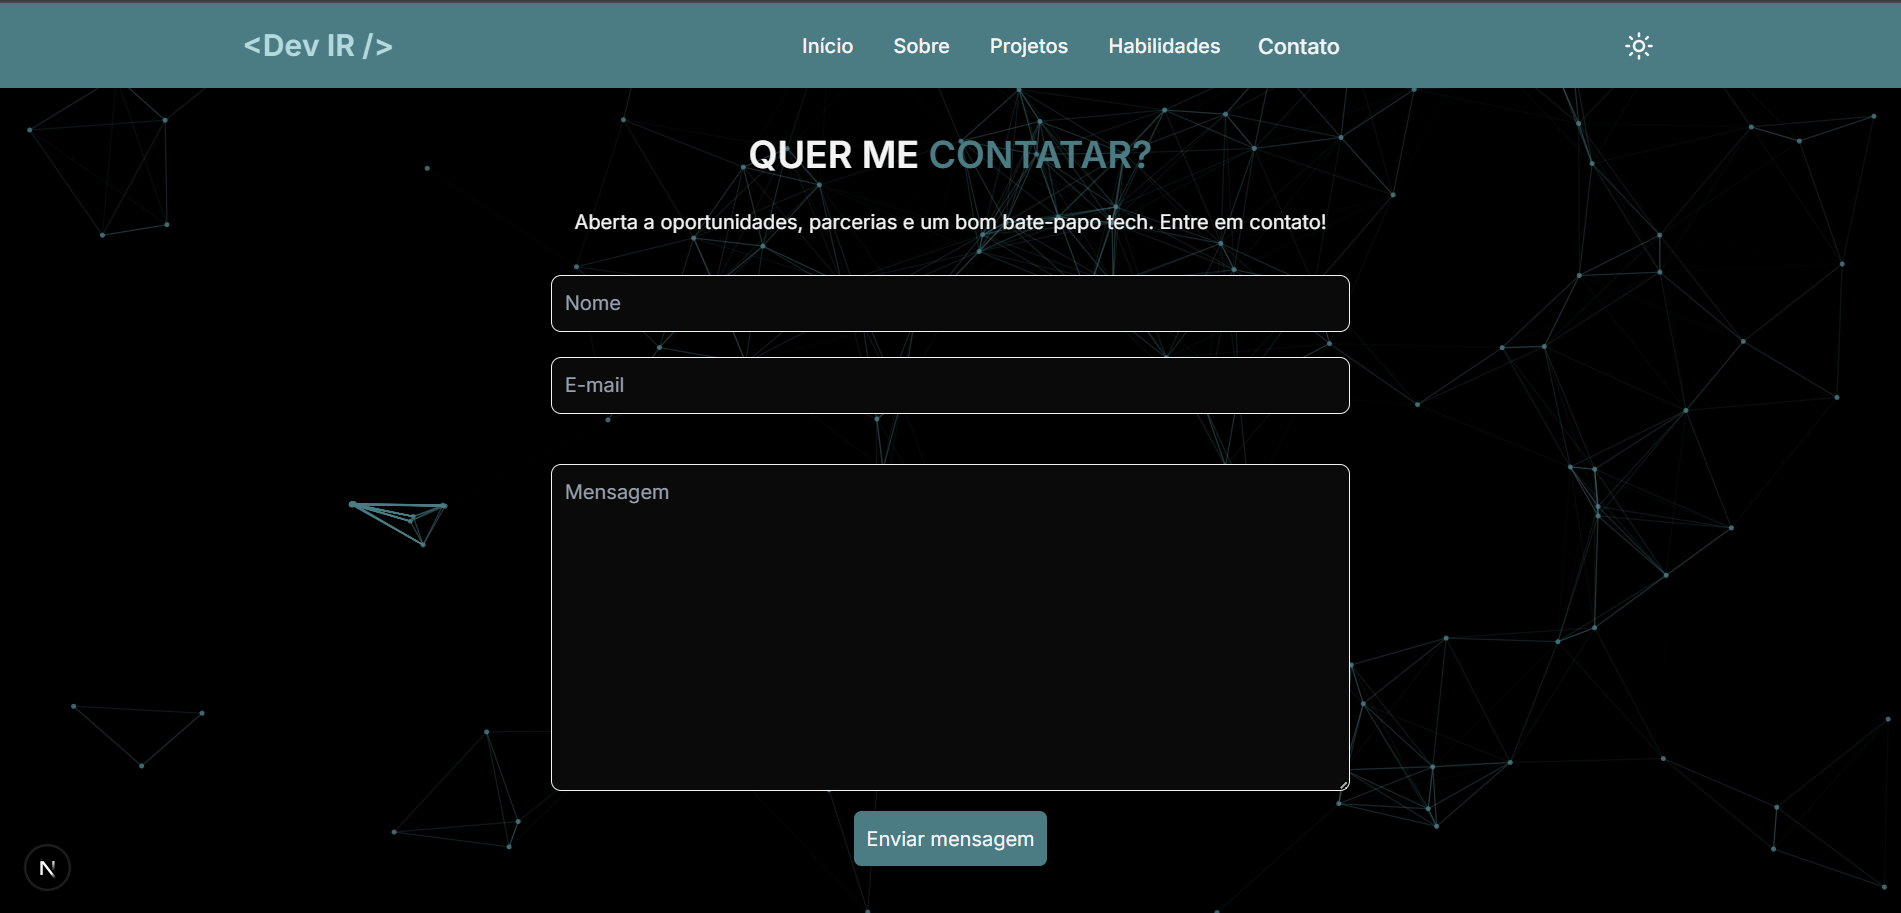 <Dev IR />
Início Sobre Projetos Habilidades Contato
QUER ME CONTATAR?
Aberta a oportunidades, parcerias e um bom bate-papo tech. Entre em contato!
Nome
E-mail
Mensagem
Enviar mensagem
N